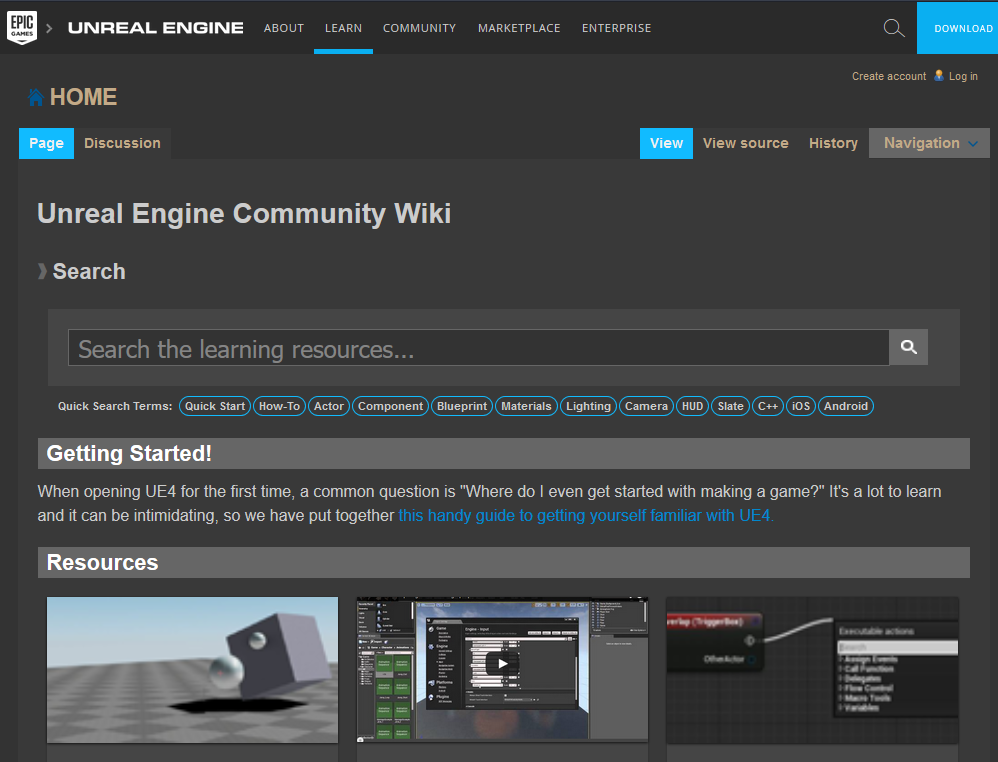 EPIC GAMES
UNREAL ENGINE ABOUT LEARN COMMUNITY MARKETPLACE ENTERPRISE DOWNLOAD
Create account Log in
HOME
Page Discussion View View source History Navigation
Unreal Engine Community Wiki
Search
Search the learning resources...
Quick Search Terms: Quick Start How-To Actor Component Blueprint Materials Lighting Camera HUD Slate C++ iOS Android
Getting Started!
When opening UE4 for the first time, a common question is "Where do I even get started with making a game?" It's a lot to learn
and it can be intimidating, so we have put together this handy guide to getting yourself familiar with UE4.
Resources
Engine - Input
Game
Engine
Platforms
Plugins
verlap (TriggerBox)
OtherActor
Executable actions
Search
Assign Events
Call Function
Delegates
Flow Control
Macro Tools
Variables